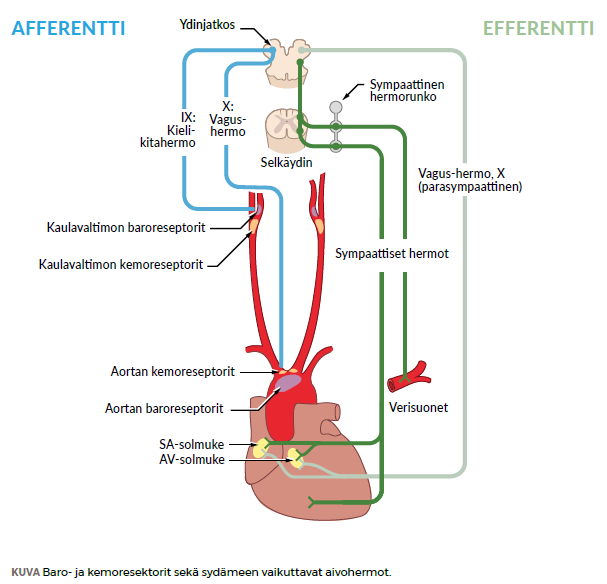 AFFERENTTI
EFFERENTTI
Ydinjatkos
Sympaattinen
hermorunko
IX:
Kieli-
kitahermo
X:
Vagus-
hermo
Selkäydin
Vagus-hermo, X
(parasympaattinen)
Kaulavaltimon baroreseptorit
Kaulavaltimon kemoreseptorit
Sympaattiset hermot
Aortan kemoreseptorit
Aortan baroreseptorit
Verisuonet
SA-solmuke
AV-solmuke
KUVA Baro- ja kemoresektorit sekä sydämeen vaikuttavat aivohermot.